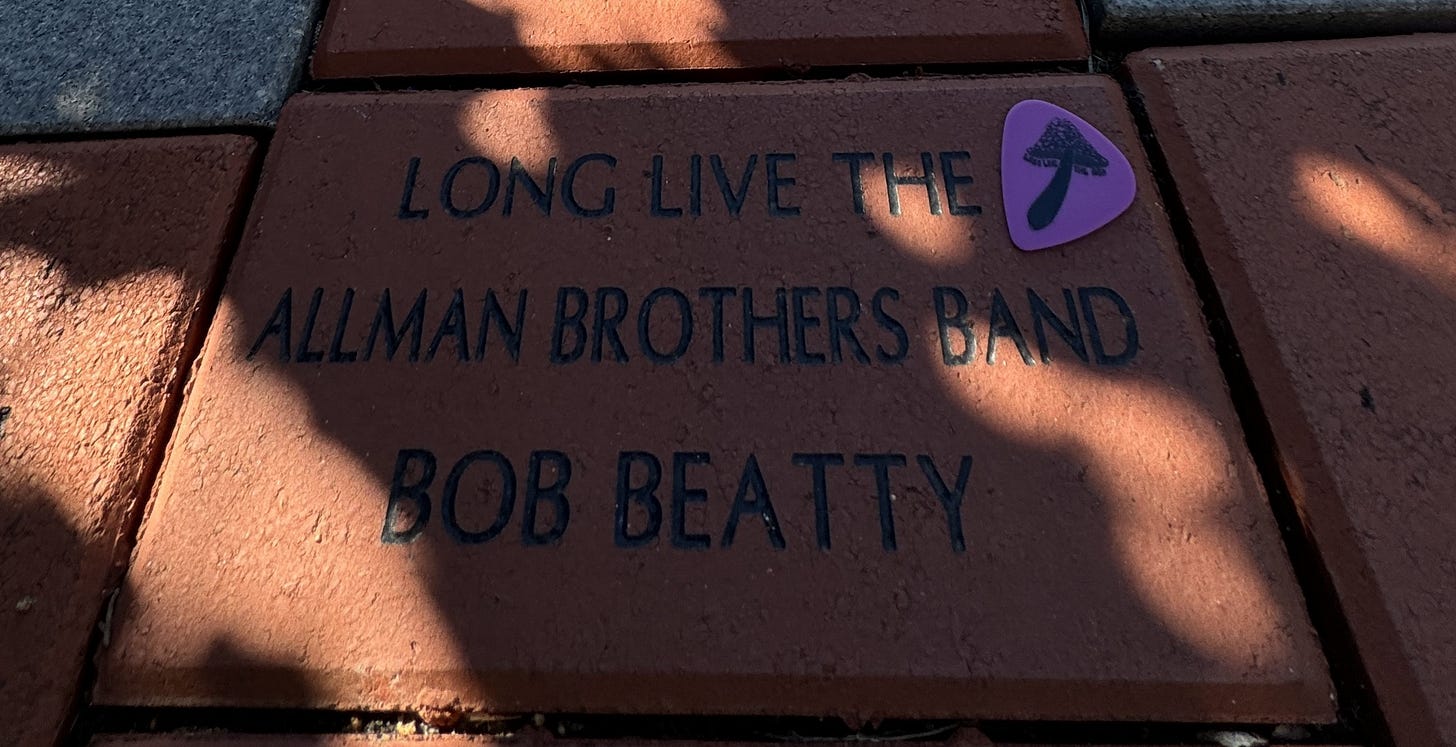 LONG LIVE THE
ALLMAN BROTHERS BAND
BOB BEATTY